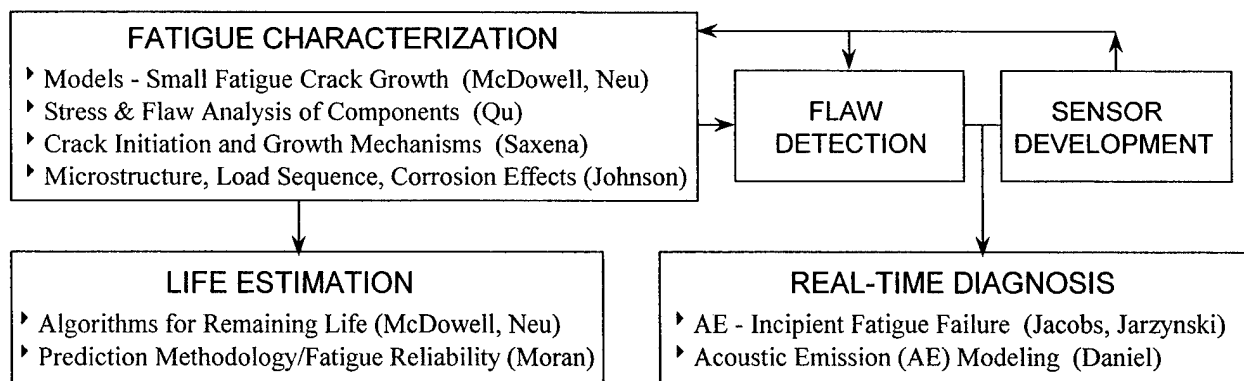 FATIGUE CHARACTERIZATION
Models - Small Fatigue Crack Growth (McDowell, Neu)
Stress & Flaw Analysis of Components (Qu)
Crack Initiation and Growth Mechanisms (Saxena)
Microstructure, Load Sequence, Corrosion Effects (Johnson)
FLAW
DETECTION
SENSOR
DEVELOPMENT
LIFE ESTIMATION
Algorithms for Remaining Life (McDowell, Neu)
Prediction Methodology/Fatigue Reliability (Moran)
REAL-TIME DIAGNOSIS
AE - Incipient Fatigue Failure (Jacobs, Jarzynski)
Acoustic Emission (AE) Modeling (Daniel)